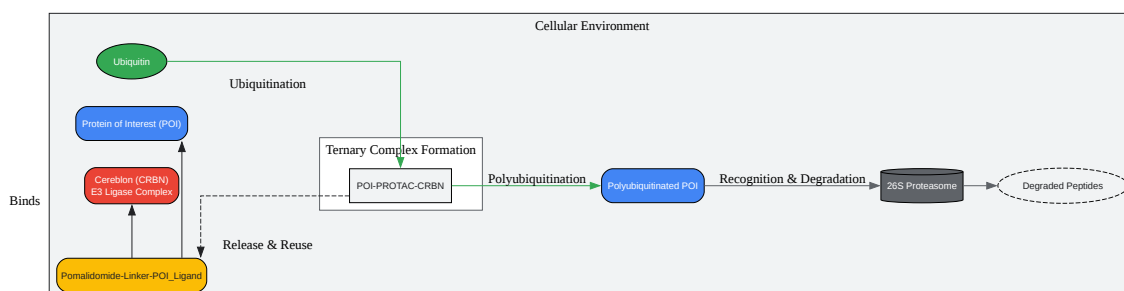 Cellular Environment
Ubiquitin
Ubiquitination
Protein of Interest (POI)
Ternary Complex Formation
Cereblon (CRBN)
E3 Ligase Complex
POI-PROTAC-CRBN
Polyubiquitination
Polyubiquitinated POI
Recognition & Degradation
26S Proteasome
Degraded Peptides
Binds
Release & Reuse
Pomalidomide-Linker-POI_Ligand